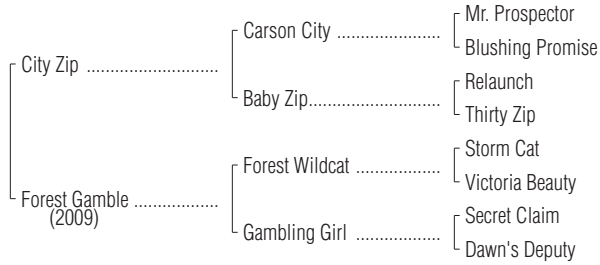 Mr. Prospector
Carson City ....................
Blushing Promise
City Zip .........................
Relaunch
Baby Zip.........................
Thirty Zip
Storm Cat
Forest Wildcat ................
Victoria Beauty
Forest Gamble ................
(2009)
Secret Claim
Gambling Girl ................
Dawn's Deputy